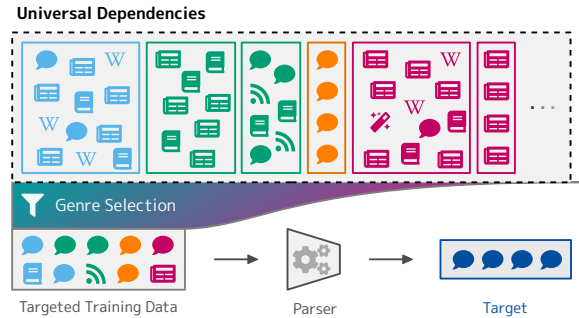 Universal Dependencies
W
W
W
W
W
W
...
Genre Selection
Targeted Training Data
Parser
Target